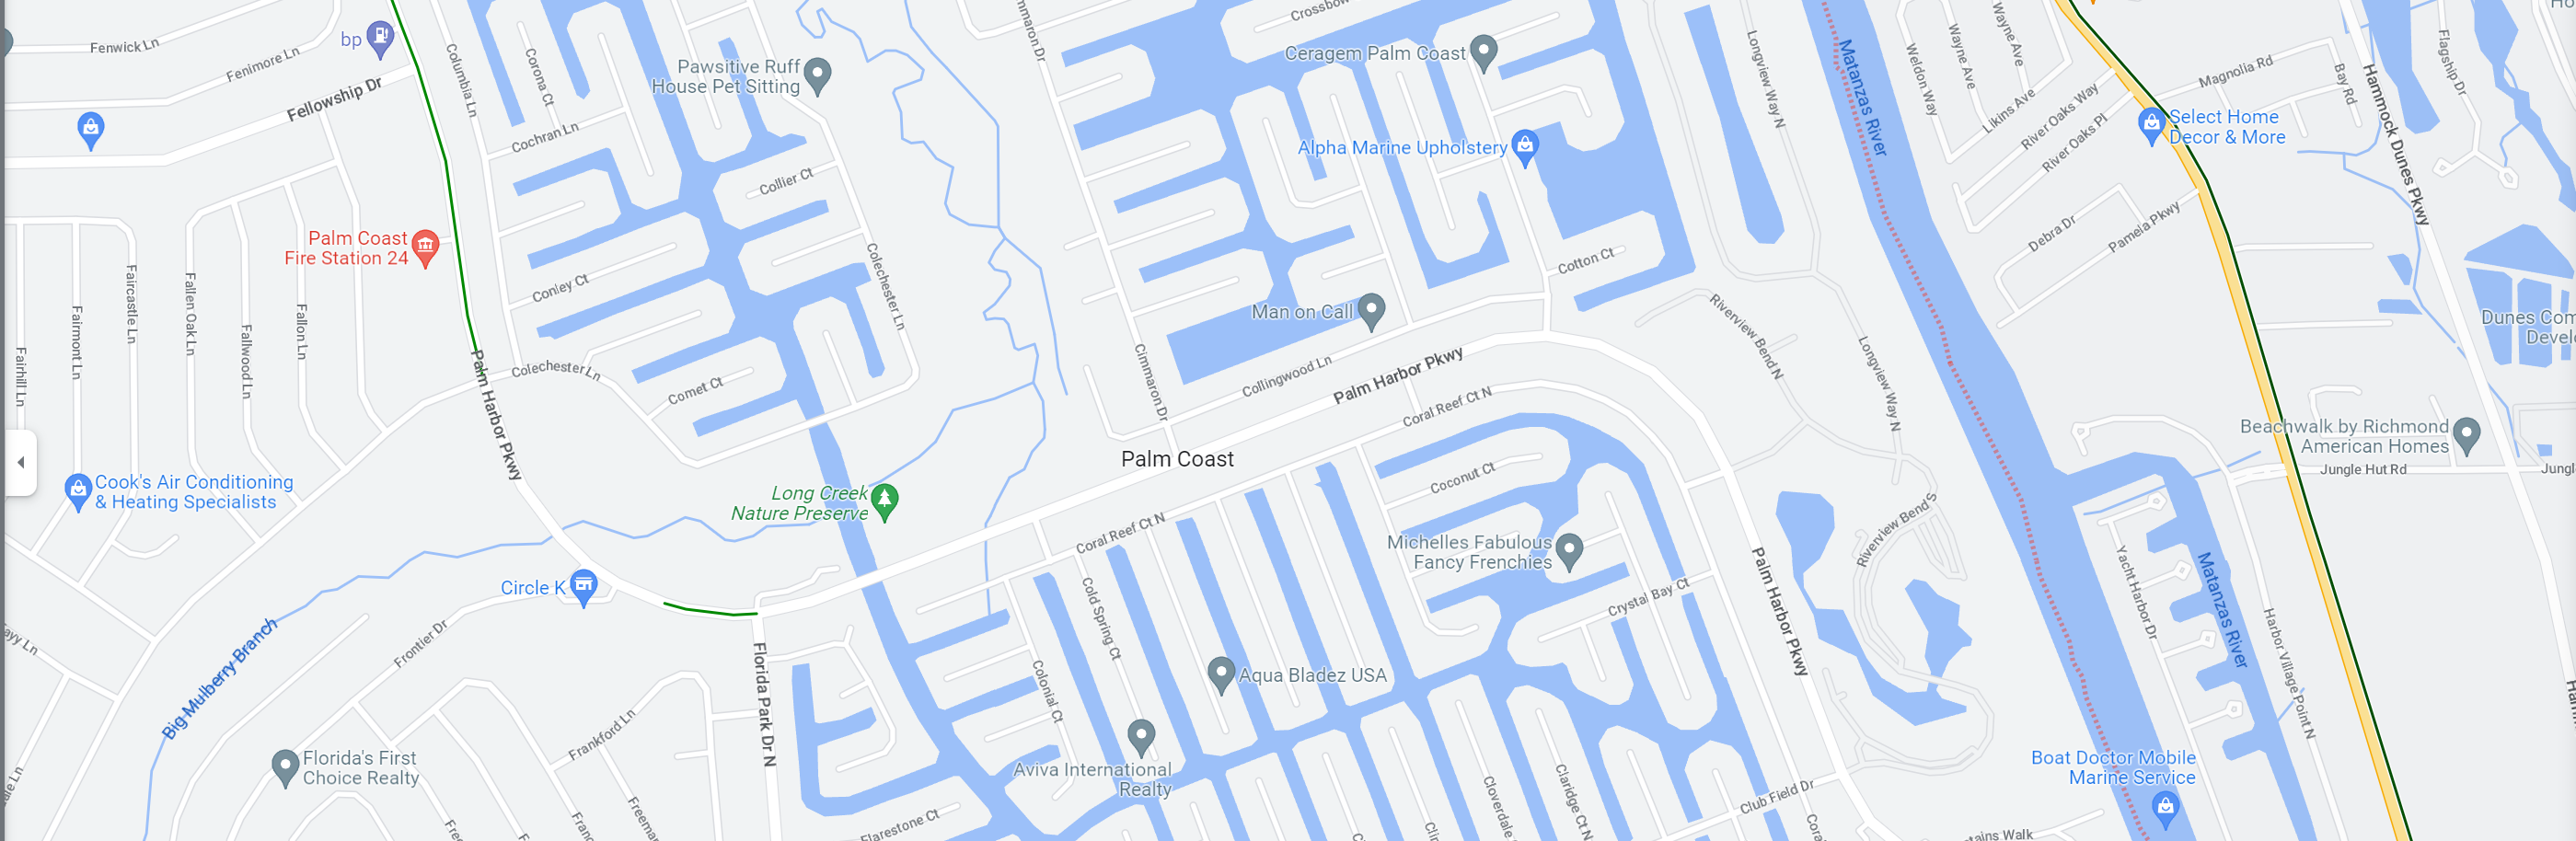 Crossbow
Fenwick Ln
bp
Fenimore Ln
Fellowship Dr
Columbia Ln
Corona Ct
Cochran Ln
Pawsitive Ruff
House Pet Sitting
Collier Ct
Ceragem Palm Coast
Alpha Marine Upholstery
Longview Way N
Matanzas River
Weldon Way
Wayne Ave
Wayne Ave
Likins Ave
River Oaks Way
River Oaks Pl
Magnolia Rd
Bay Rd
Hammock Dunes Pkwy
Flagship Dr
Select Home
Decor & More
Debra Dr
Pamela Pkwy
Palm Coast
Fire Station 24
Conley Ct
Colechester Ln
Cotton Ct
Man on Call
Fairhill Ln
Fairmont Ln
Faircastle Ln
Fallen Oak Ln
Fallwood Ln
Fallon Ln
Palm Harbor Pkwy
Colechester Ln
Comet Ct
Cimmaron Dr
Collingwood Ln
Palm Harbor Pkwy
Coral Reef Ct N
Riverview Bend N
Longview Way N
Dunes Com
Devel
Beachwalk by Richmond
American Homes
Jungle Hut Rd
Jungl
Cook's Air Conditioning
& Heating Specialists
Long Creek
Nature Preserve
Palm Coast
Coral Reef Ct N
Coconut Ct
Michelles Fabulous
Fancy Frenchies
Crystal Bay Ct
Palm Harbor Pkwy
Riverview Bend S
Yacht Harbor Dr
Matanzas River
Harbor Village Point N
Circle K
Big Mulberry Branch
Frontier Dr
Florida Park Dr N
Cold Spring Ct
Colonial Ct
Aqua Bladez USA
Aviva International
Realty
Florida's First
Choice Realty
Frankford Ln
Flarestone Ct
Cloverdale
Claridge Ct N
Club Field Dr
Boat Doctor Mobile
Marine Service
tains Walk